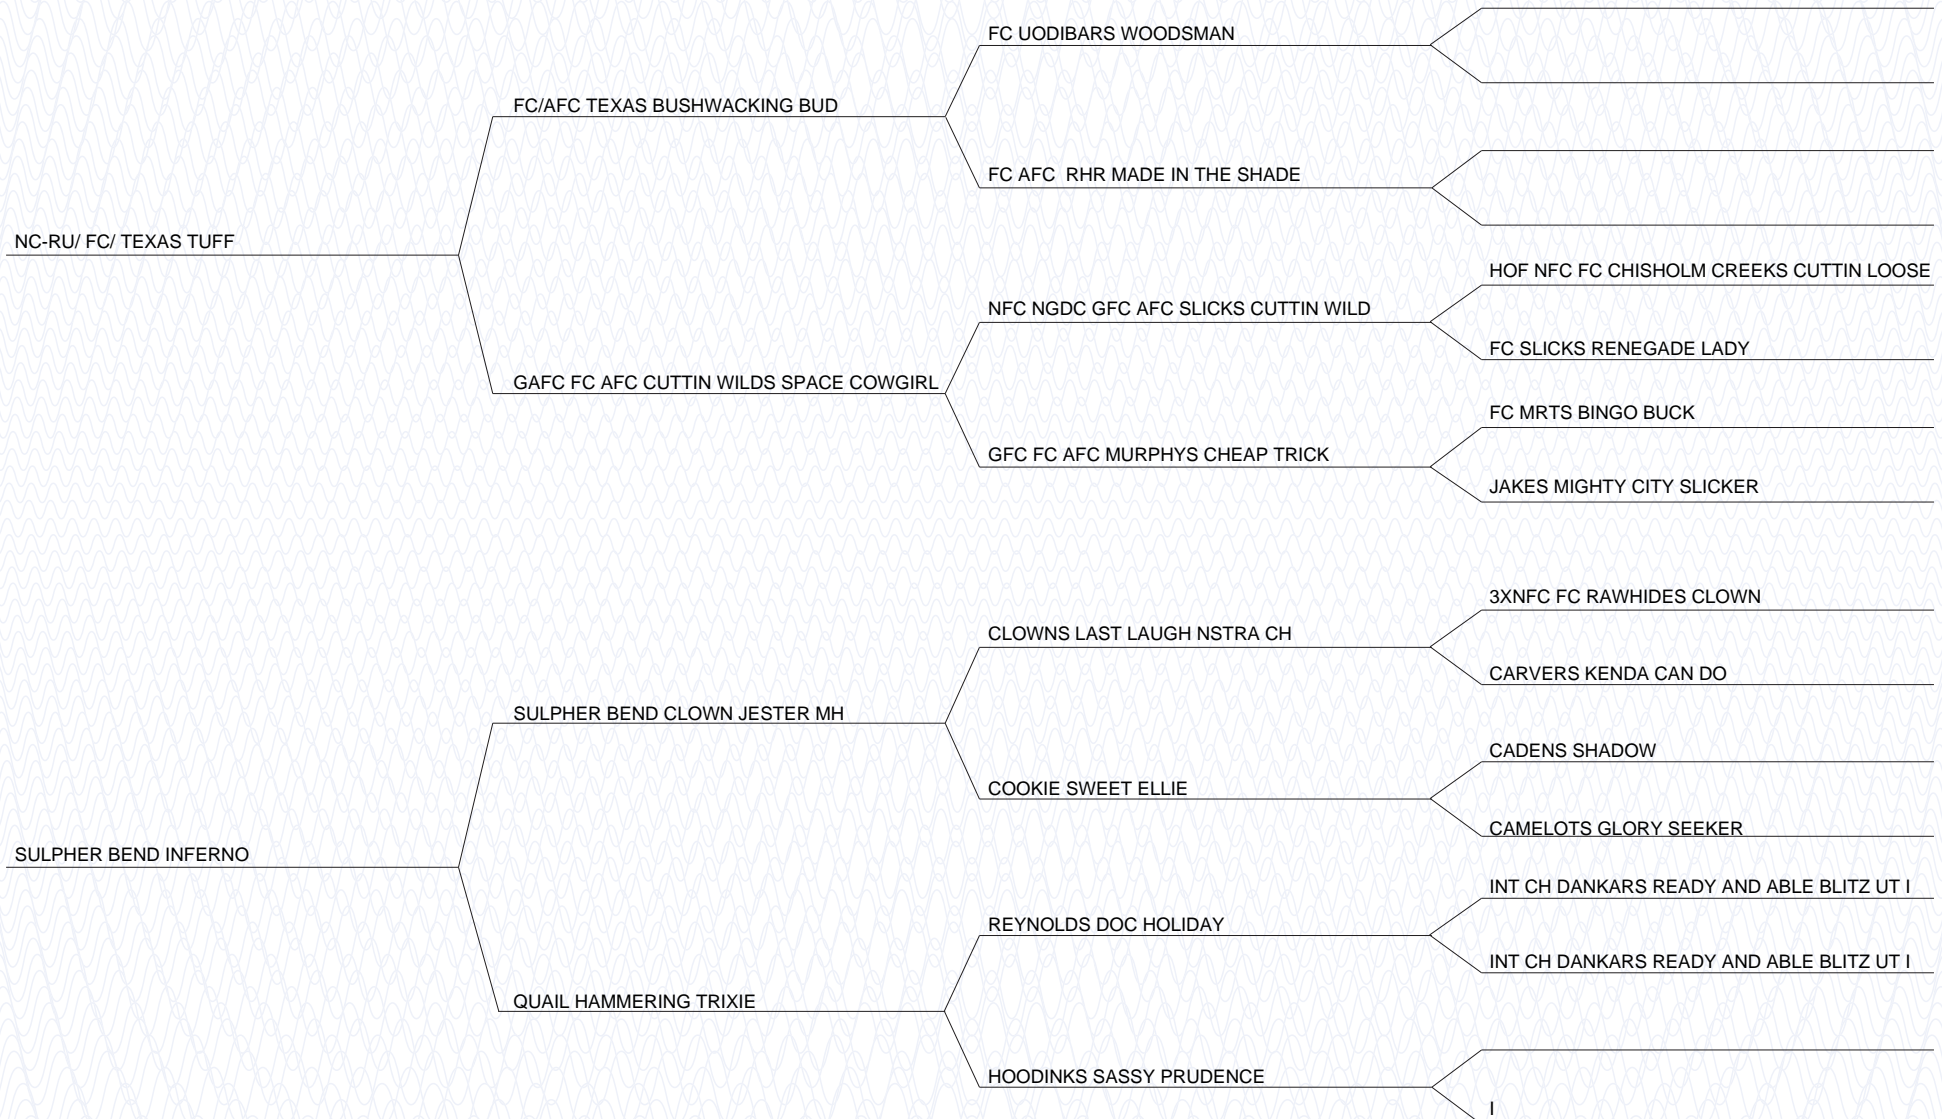 FC UODIBARS WOODSMAN
FC/AFC TEXAS BUSHWACKING BUD
FC AFC  RHR MADE IN THE SHADE
NC-RU/ FC/ TEXAS TUFF
HOF NFC FC CHISHOLM CREEKS CUTTIN LOOSE
NFC NGDC GFC AFC SLICKS CUTTIN WILD
FC SLICKS RENEGADE LADY
GAFC FC AFC CUTTIN WILDS SPACE COWGIRL
FC MRTS BINGO BUCK
GFC FC AFC MURPHYS CHEAP TRICK
JAKES MIGHTY CITY SLICKER
3XNFC FC RAWHIDES CLOWN
CLOWNS LAST LAUGH NSTRA CH
CARVERS KENDA CAN DO
SULPHER BEND CLOWN JESTER MH
CADENS SHADOW
COOKIE SWEET ELLIE
CAMELOTS GLORY SEEKER
SULPHER BEND INFERNO
INT CH DANKARS READY AND ABLE BLITZ UT I
REYNOLDS DOC HOLIDAY
INT CH DANKARS READY AND ABLE BLITZ UT I
QUAIL HAMMERING TRIXIE
HOODINKS SASSY PRUDENCE
I